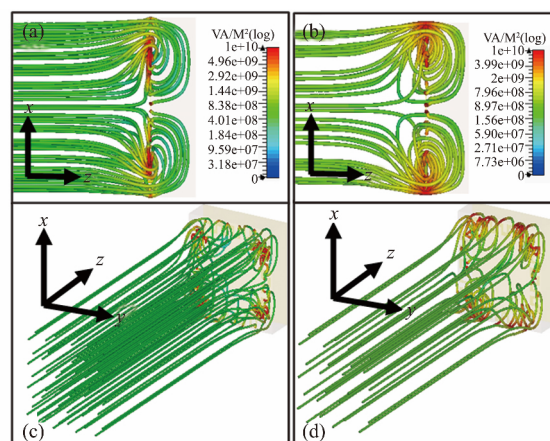 (a)
VA/M²(log)
1e+10
4.96e+09
2.92e+09
1.44e+09
8.38e+08
4.01e+08
1.84e+08
9.59e+07
3.18e+07
0
x
z
(b)
VA/M²(log)
1e+10
3.99e+09
2e+09
7.96e+08
8.97e+08
1.56e+08
5.90e+07
2.71e+07
7.73e+06
0
x
z
x
z
y
(c)
x
z
y
(d)